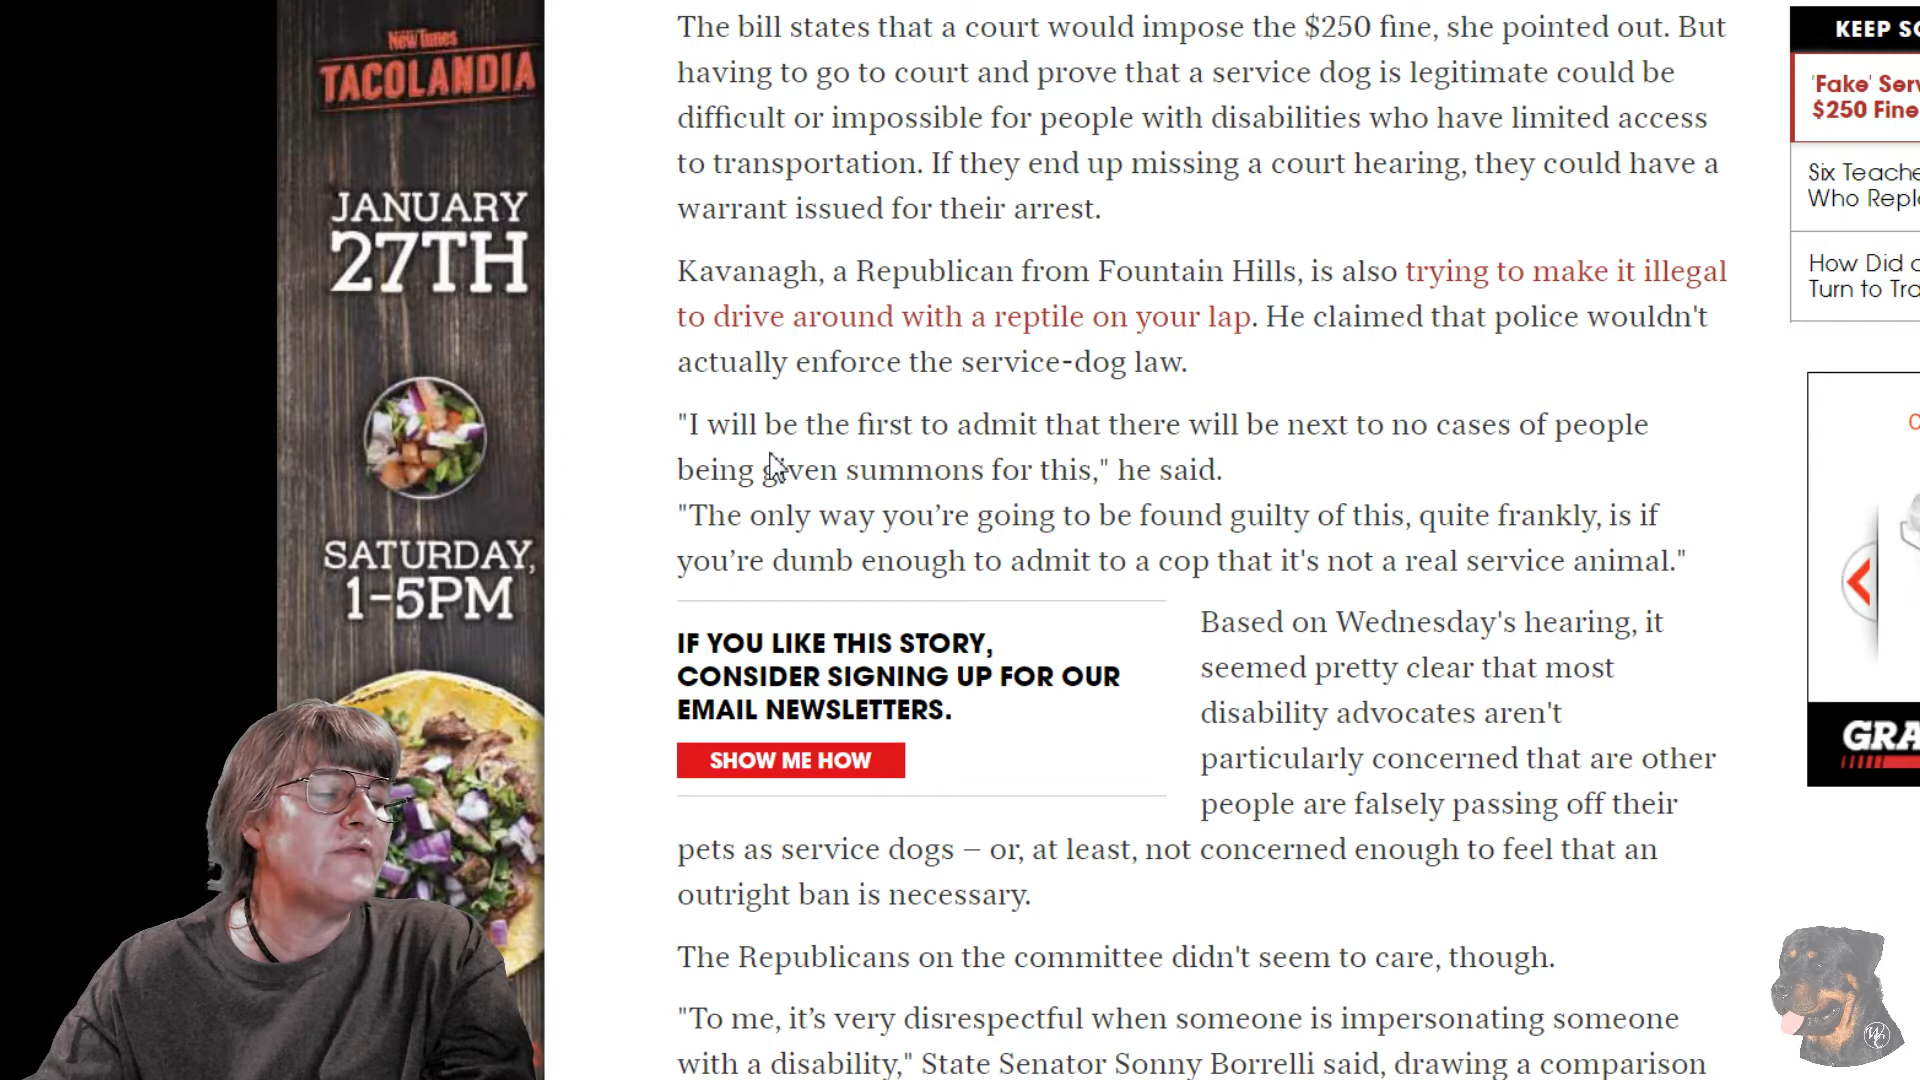 New Times
TACOLANDIA
JANUARY
27TH
SATURDAY,
1-5PM
The bill states that a court would impose the $250 fine, she pointed out. But
having to go to court and prove that a service dog is legitimate could be
difficult or impossible for people with disabilities who have limited access
to transportation. If they end up missing a court hearing, they could have a
warrant issued for their arrest.
Kavanagh, a Republican from Fountain Hills, is also trying to make it illegal
to drive around with a reptile on your lap. He claimed that police wouldn't
actually enforce the service-dog law.
"I will be the first to admit that there will be next to no cases of people
being given summons for this," he said.
"The only way you’re going to be found guilty of this, quite frankly, is if
you’re dumb enough to admit to a cop that it's not a real service animal."
IF YOU LIKE THIS STORY,
CONSIDER SIGNING UP FOR OUR
EMAIL NEWSLETTERS.
SHOW ME HOW
Based on Wednesday's hearing, it
seemed pretty clear that most
disability advocates aren't
particularly concerned that are other
people are falsely passing off their
pets as service dogs – or, at least, not concerned enough to feel that an
outright ban is necessary.
The Republicans on the committee didn't seem to care, though.
"To me, it’s very disrespectful when someone is impersonating someone
with a disability," State Senator Sonny Borrelli said, drawing a comparison
KEEP
'Fake'
$250 Fine
Six
Who
How Did
Turn to